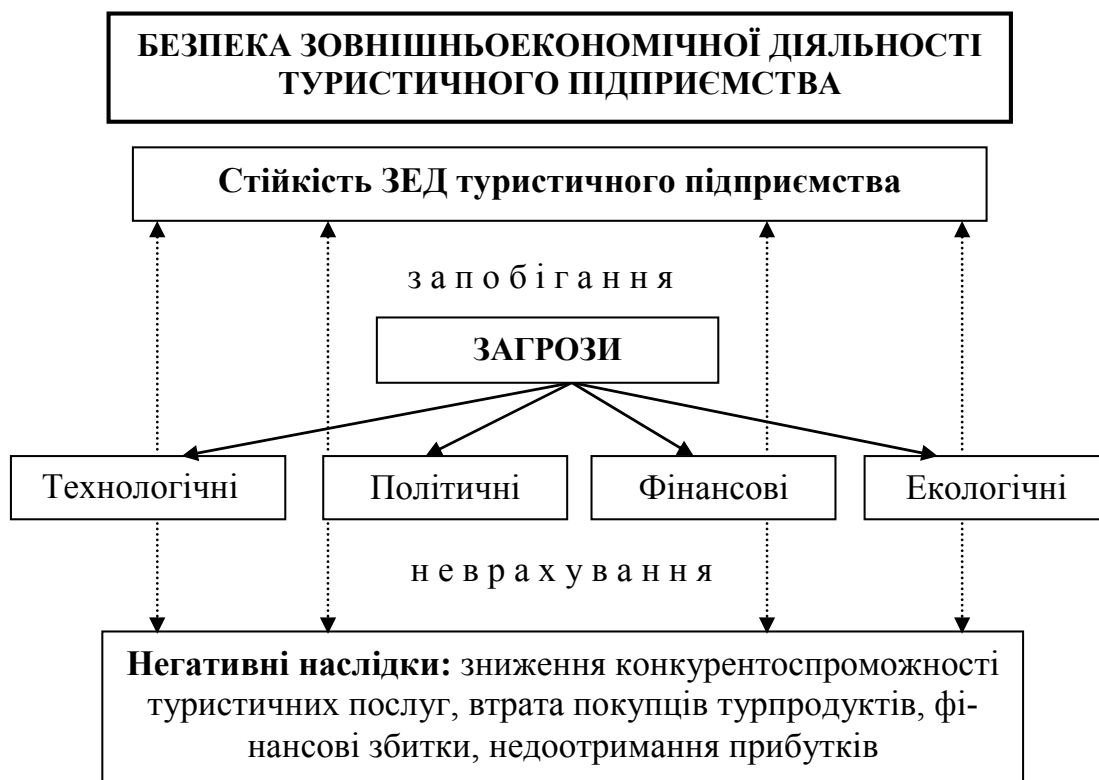 БЕЗПЕКА ЗОВНІШНЬОЕКОНОМІЧНОЇ ДІЯЛЬНОСТІ
ТУРИСТИЧНОГО ПІДПРИЄМСТВА
Стійкість ЗЕД туристичного підприємства
з а п о б і г а н н я
ЗАГРОЗИ
Технологічні Політичні Фінансові Екологічні
н е в р а х у в а н н я
Негативні наслідки: зниження конкурентоспроможності
туристичних послуг, втрата покупців турпродуктів, фі-
нансові збитки, недоотримання прибутків